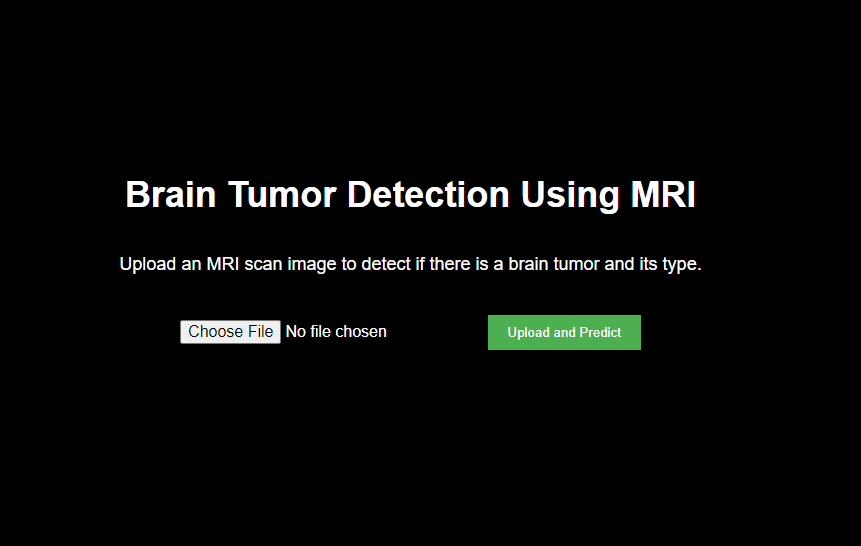 Brain Tumor Detection Using MRI
Upload an MRI scan image to detect if there is a brain tumor and its type.
Choose File No file chosen Upload and Predict